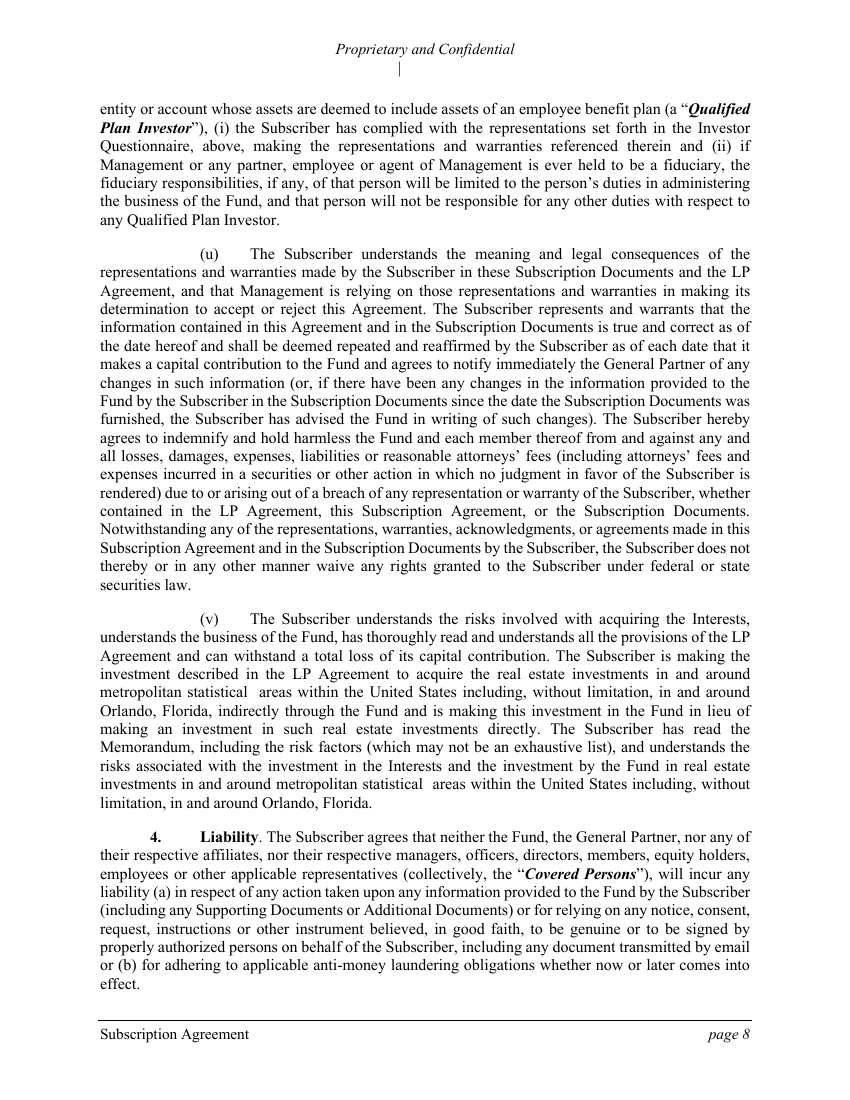 Proprietary and Confidential
|
entity or account whose assets are deemed to include assets of an employee benefit plan (a “Qualified
Plan Investor”), (i) the Subscriber has complied with the representations set forth in the Investor
Questionnaire, above, making the representations and warranties referenced therein and (ii) if
Management or any partner, employee or agent of Management is ever held to be a fiduciary, the
fiduciary responsibilities, if any, of that person will be limited to the person’s duties in administering
the business of the Fund, and that person will not be responsible for any other duties with respect to
any Qualified Plan Investor.
(u) The Subscriber understands the meaning and legal consequences of the
representations and warranties made by the Subscriber in these Subscription Documents and the LP
Agreement, and that Management is relying on those representations and warranties in making its
determination to accept or reject this Agreement. The Subscriber represents and warrants that the
information contained in this Agreement and in the Subscription Documents is true and correct as of
the date hereof and shall be deemed repeated and reaffirmed by the Subscriber as of each date that it
makes a capital contribution to the Fund and agrees to notify immediately the General Partner of any
changes in such information (or, if there have been any changes in the information provided to the
Fund by the Subscriber in the Subscription Documents since the date the Subscription Documents was
furnished, the Subscriber has advised the Fund in writing of such changes). The Subscriber hereby
agrees to indemnify and hold harmless the Fund and each member thereof from and against any and
all losses, damages, expenses, liabilities or reasonable attorneys’ fees (including attorneys’ fees and
expenses incurred in a securities or other action in which no judgment in favor of the Subscriber is
rendered) due to or arising out of a breach of any representation or warranty of the Subscriber, whether
contained in the LP Agreement, this Subscription Agreement, or the Subscription Documents.
Notwithstanding any of the representations, warranties, acknowledgments, or agreements made in this
Subscription Agreement and in the Subscription Documents by the Subscriber, the Subscriber does not
thereby or in any other manner waive any rights granted to the Subscriber under federal or state
securities law.
(v) The Subscriber understands the risks involved with acquiring the Interests,
understands the business of the Fund, has thoroughly read and understands all the provisions of the LP
Agreement and can withstand a total loss of its capital contribution. The Subscriber is making the
investment described in the LP Agreement to acquire the real estate investments in and around
metropolitan statistical areas within the United States including, without limitation, in and around
Orlando, Florida, indirectly through the Fund and is making this investment in the Fund in lieu of
making an investment in such real estate investments directly. The Subscriber has read the
Memorandum, including the risk factors (which may not be an exhaustive list), and understands the
risks associated with the investment in the Interests and the investment by the Fund in real estate
investments in and around metropolitan statistical areas within the United States including, without
limitation, in and around Orlando, Florida.
4. Liability. The Subscriber agrees that neither the Fund, the General Partner, nor any of
their respective affiliates, nor their respective managers, officers, directors, members, equity holders,
employees or other applicable representatives (collectively, the “Covered Persons”), will incur any
liability (a) in respect of any action taken upon any information provided to the Fund by the Subscriber
(including any Supporting Documents or Additional Documents) or for relying on any notice, consent,
request, instructions or other instrument believed, in good faith, to be genuine or to be signed by
properly authorized persons on behalf of the Subscriber, including any document transmitted by email
or (b) for adhering to applicable anti-money laundering obligations whether now or later comes into
effect.
Subscription Agreement page 8